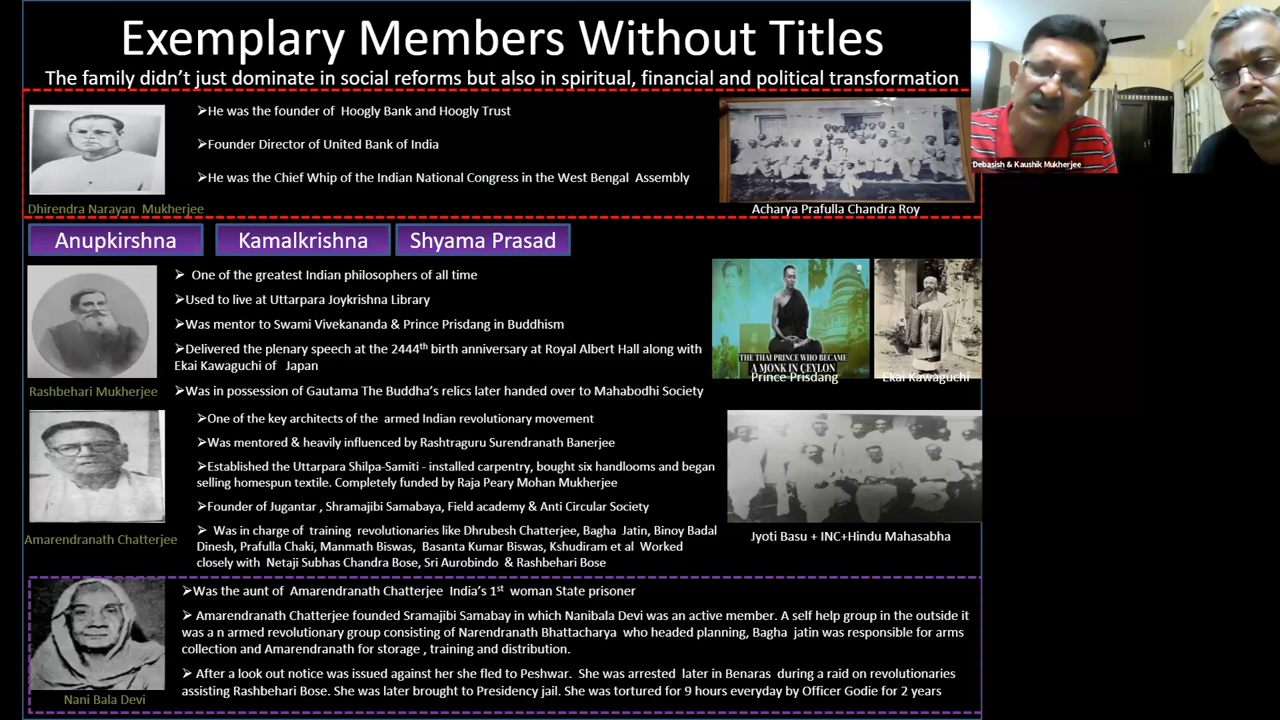 Exemplary Members Without Titles
The family didn't just dominate in social reforms but also in spiritual, financial and political transformation
➢He was the founder of Hoogly Bank and Hoogly Trust
➢Founder Director of United Bank of India
➢He was the Chief Whip of the Indian National Congress in the West Bengal Assembly
Dhirendra Narayan Mukherjee
Acharya Prafulla Chandra Roy
Debasish & Kaushik Mukherjee
Anupkirshna
Kamalkrishna
Shyama Prasad
➢ One of the greatest Indian philosophers of all time
➢Used to live at Uttarpara Joykrishna Library
➢Was mentor to Swami Vivekananda & Prince Prisdang in Buddhism
➢Delivered the plenary speech at the 2444th birth anniversary at Royal Albert Hall along with
Ekai Kawaguchi of Japan
➢Was in possession of Gautama The Buddha's relics later handed over to Mahabodhi Society
Rashbehari Mukherjee
THE THAI PRINCE WHO BECAME
A MONK IN CEYLON
Prince Prisdang
Ekai Kawaguchi
➢One of the key architects of the armed Indian revolutionary movement
➢Was mentored & heavily influenced by Rashtraguru Surendranath Banerjee
➢Established the Uttarpara Shilpa-Samiti - installed carpentry, bought six handlooms and began
selling homespun textile. Completely funded by Raja Peary Mohan Mukherjee
➢Founder of Jugantar , Shramajibi Samabaya, Field academy & Anti Circular Society
➢ Was in charge of training revolutionaries like Dhrubesh Chatterjee, Bagha Jatin, Binoy Badal
Dinesh, Prafulla Chaki, Manmath Biswas, Basanta Kumar Biswas, Kshudiram et al Worked
closely with Netaji Subhas Chandra Bose, Sri Aurobindo & Rashbehari Bose
Amarendranath Chatterjee
Jyoti Basu + INC+Hindu Mahasabha
➢Was the aunt of Amarendranath Chatterjee India's 1st woman State prisoner
➢ Amarendranath Chatterjee founded Sramajibi Samabay in which Nanibala Devi was an active member. A self help group in the outside it
was a n armed revolutionary group consisting of Narendranath Bhattacharya who headed planning, Bagha jatin was responsible for arms
collection and Amarendranath for storage , training and distribution.
➢ After a look out notice was issued against her she fled to Peshwar. She was arrested later in Benaras during a raid on revolutionaries
assisting Rashbehari Bose. She was later brought to Presidency jail. She was tortured for 9 hours everyday by Officer Godie for 2 years
Nani Bala Devi